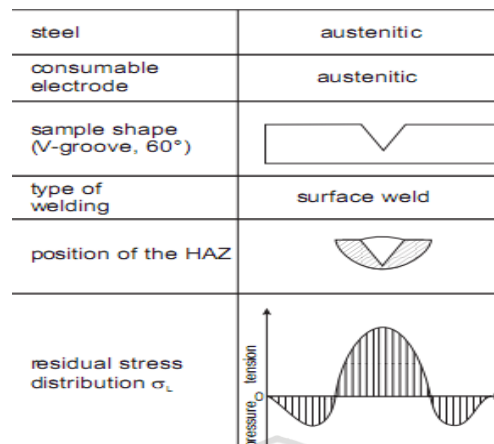 steel
austenitic
consumable
electrode
austenitic
sample shape
(V-groove, 60°)
type of
welding
surface weld
position of the HAZ
residual stress
distribution σL
tension
O
pressure